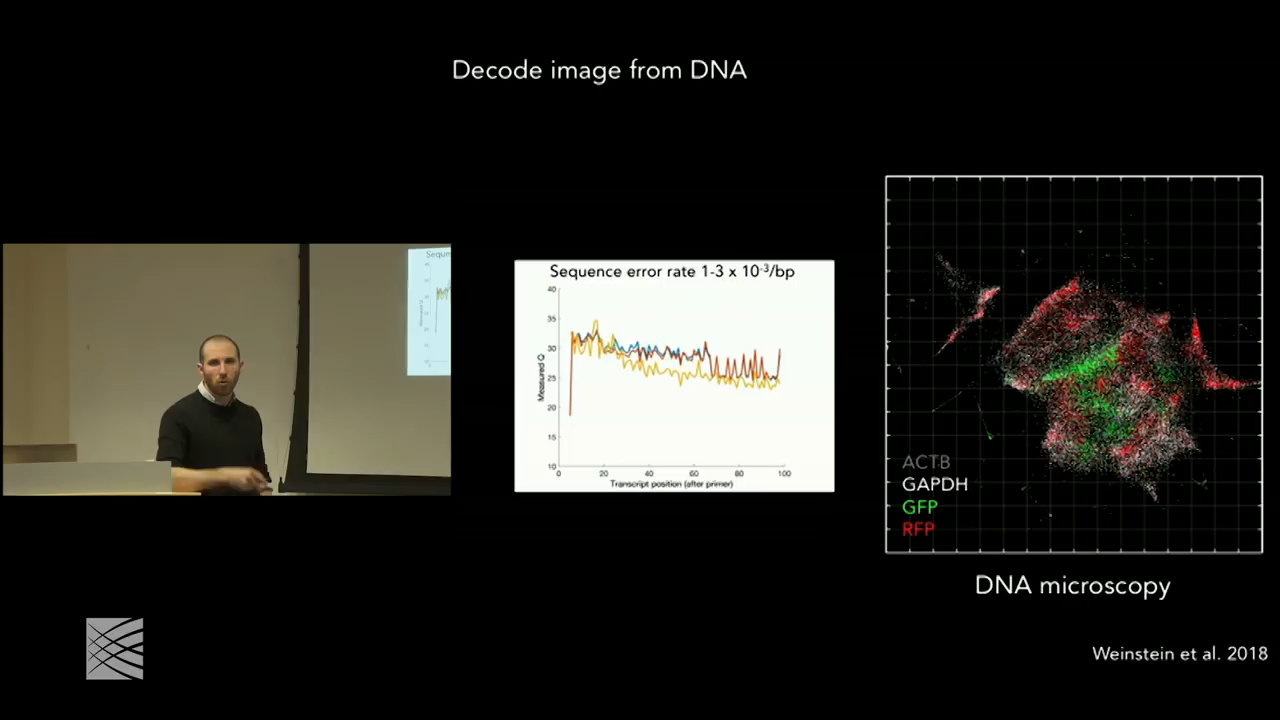 Decode image from DNA
Sequence error rate 1-3 x 10-3/bp
40
35
30
25
20
15
10
Measured Q
0 20 40 60 80 100
Transcript position (after primer)
ACTB
GAPDH
GFP
RFP
DNA microscopy
Weinstein et al. 2018